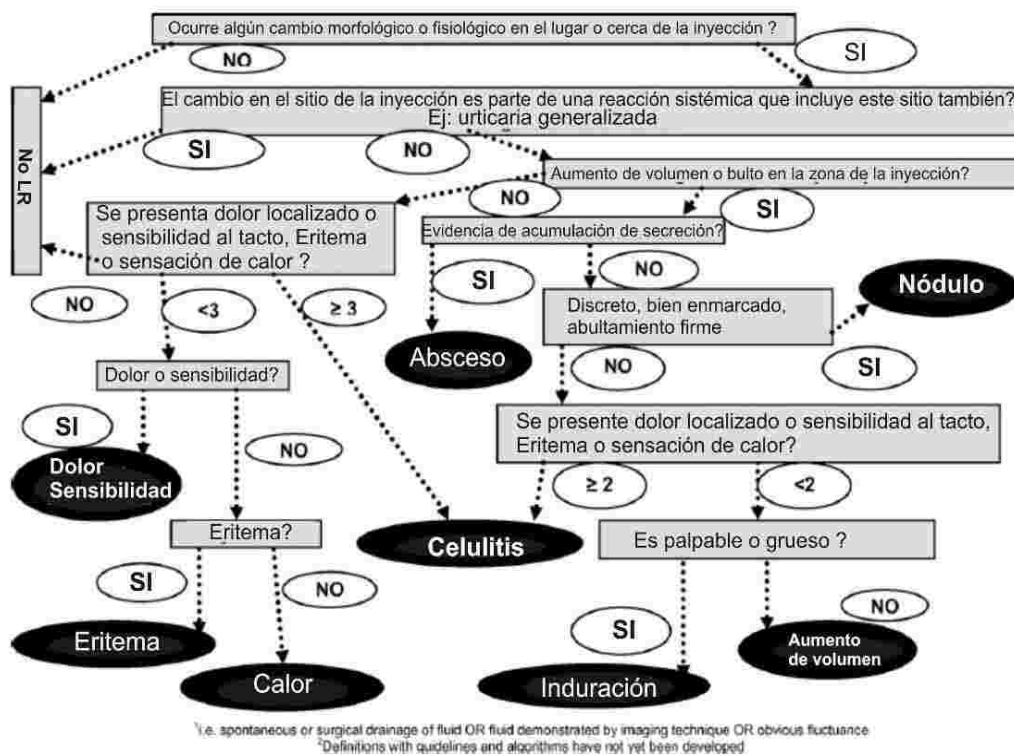 Ocurre algún cambio morfológico o fisiológico en el lugar o cerca de la inyección ?
NO
SI
El cambio en el sitio de la inyección es parte de una reacción sistémica que incluye este sitio también?
Ej: urticaria generalizada
SI
NO
No LR
Aumento de volumen o bulto en la zona de la inyección?
NO
SI
Se presenta dolor localizado o
sensibilidad al tacto, Eritema
o sensación de calor ?
Evidencia de acumulación de secreción?
SI
NO
Nódulo
NO
<3
≥ 3
Discreto, bien enmarcado,
abultamiento firme
Absceso
NO
SI
Dolor o sensibilidad?
Se presente dolor localizado o sensibilidad al tacto,
Eritema o sensación de calor?
SI
NO
Dolor
Sensibilidad
≥ 2
<2
Eritema?
Celulitis
Es palpable o grueso ?
SI
NO
SI
NO
Eritema
Calor
Induración
Aumento
de volumen
¹i.e. spontaneous or surgical drainage of fluid OR fluid demonstrated by imaging technique OR obvious fluctuance
²Definitions with guidelines and algorithms have not yet been developed